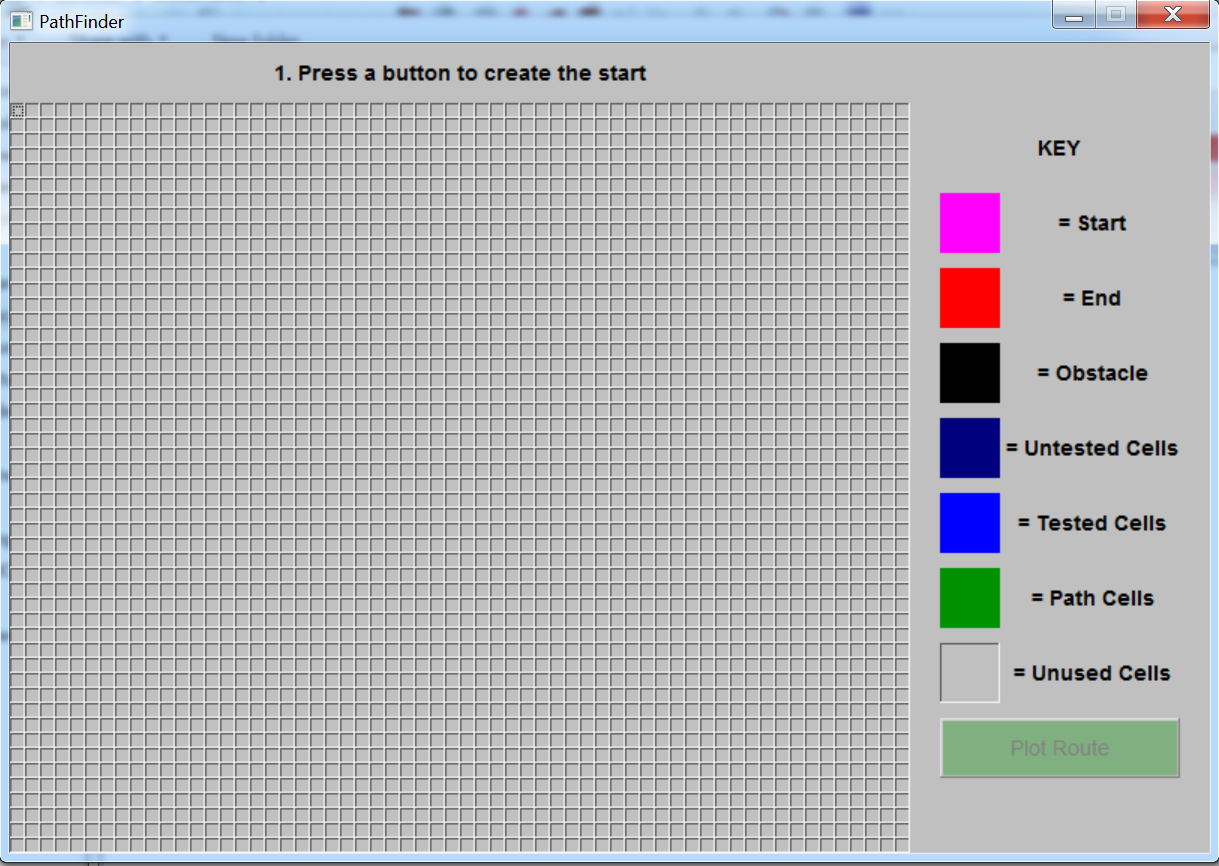 PathFinder
1. Press a button to create the start
KEY
= Start
= End
= Obstacle
= Untested Cells
= Tested Cells
= Path Cells
= Unused Cells
Plot Route